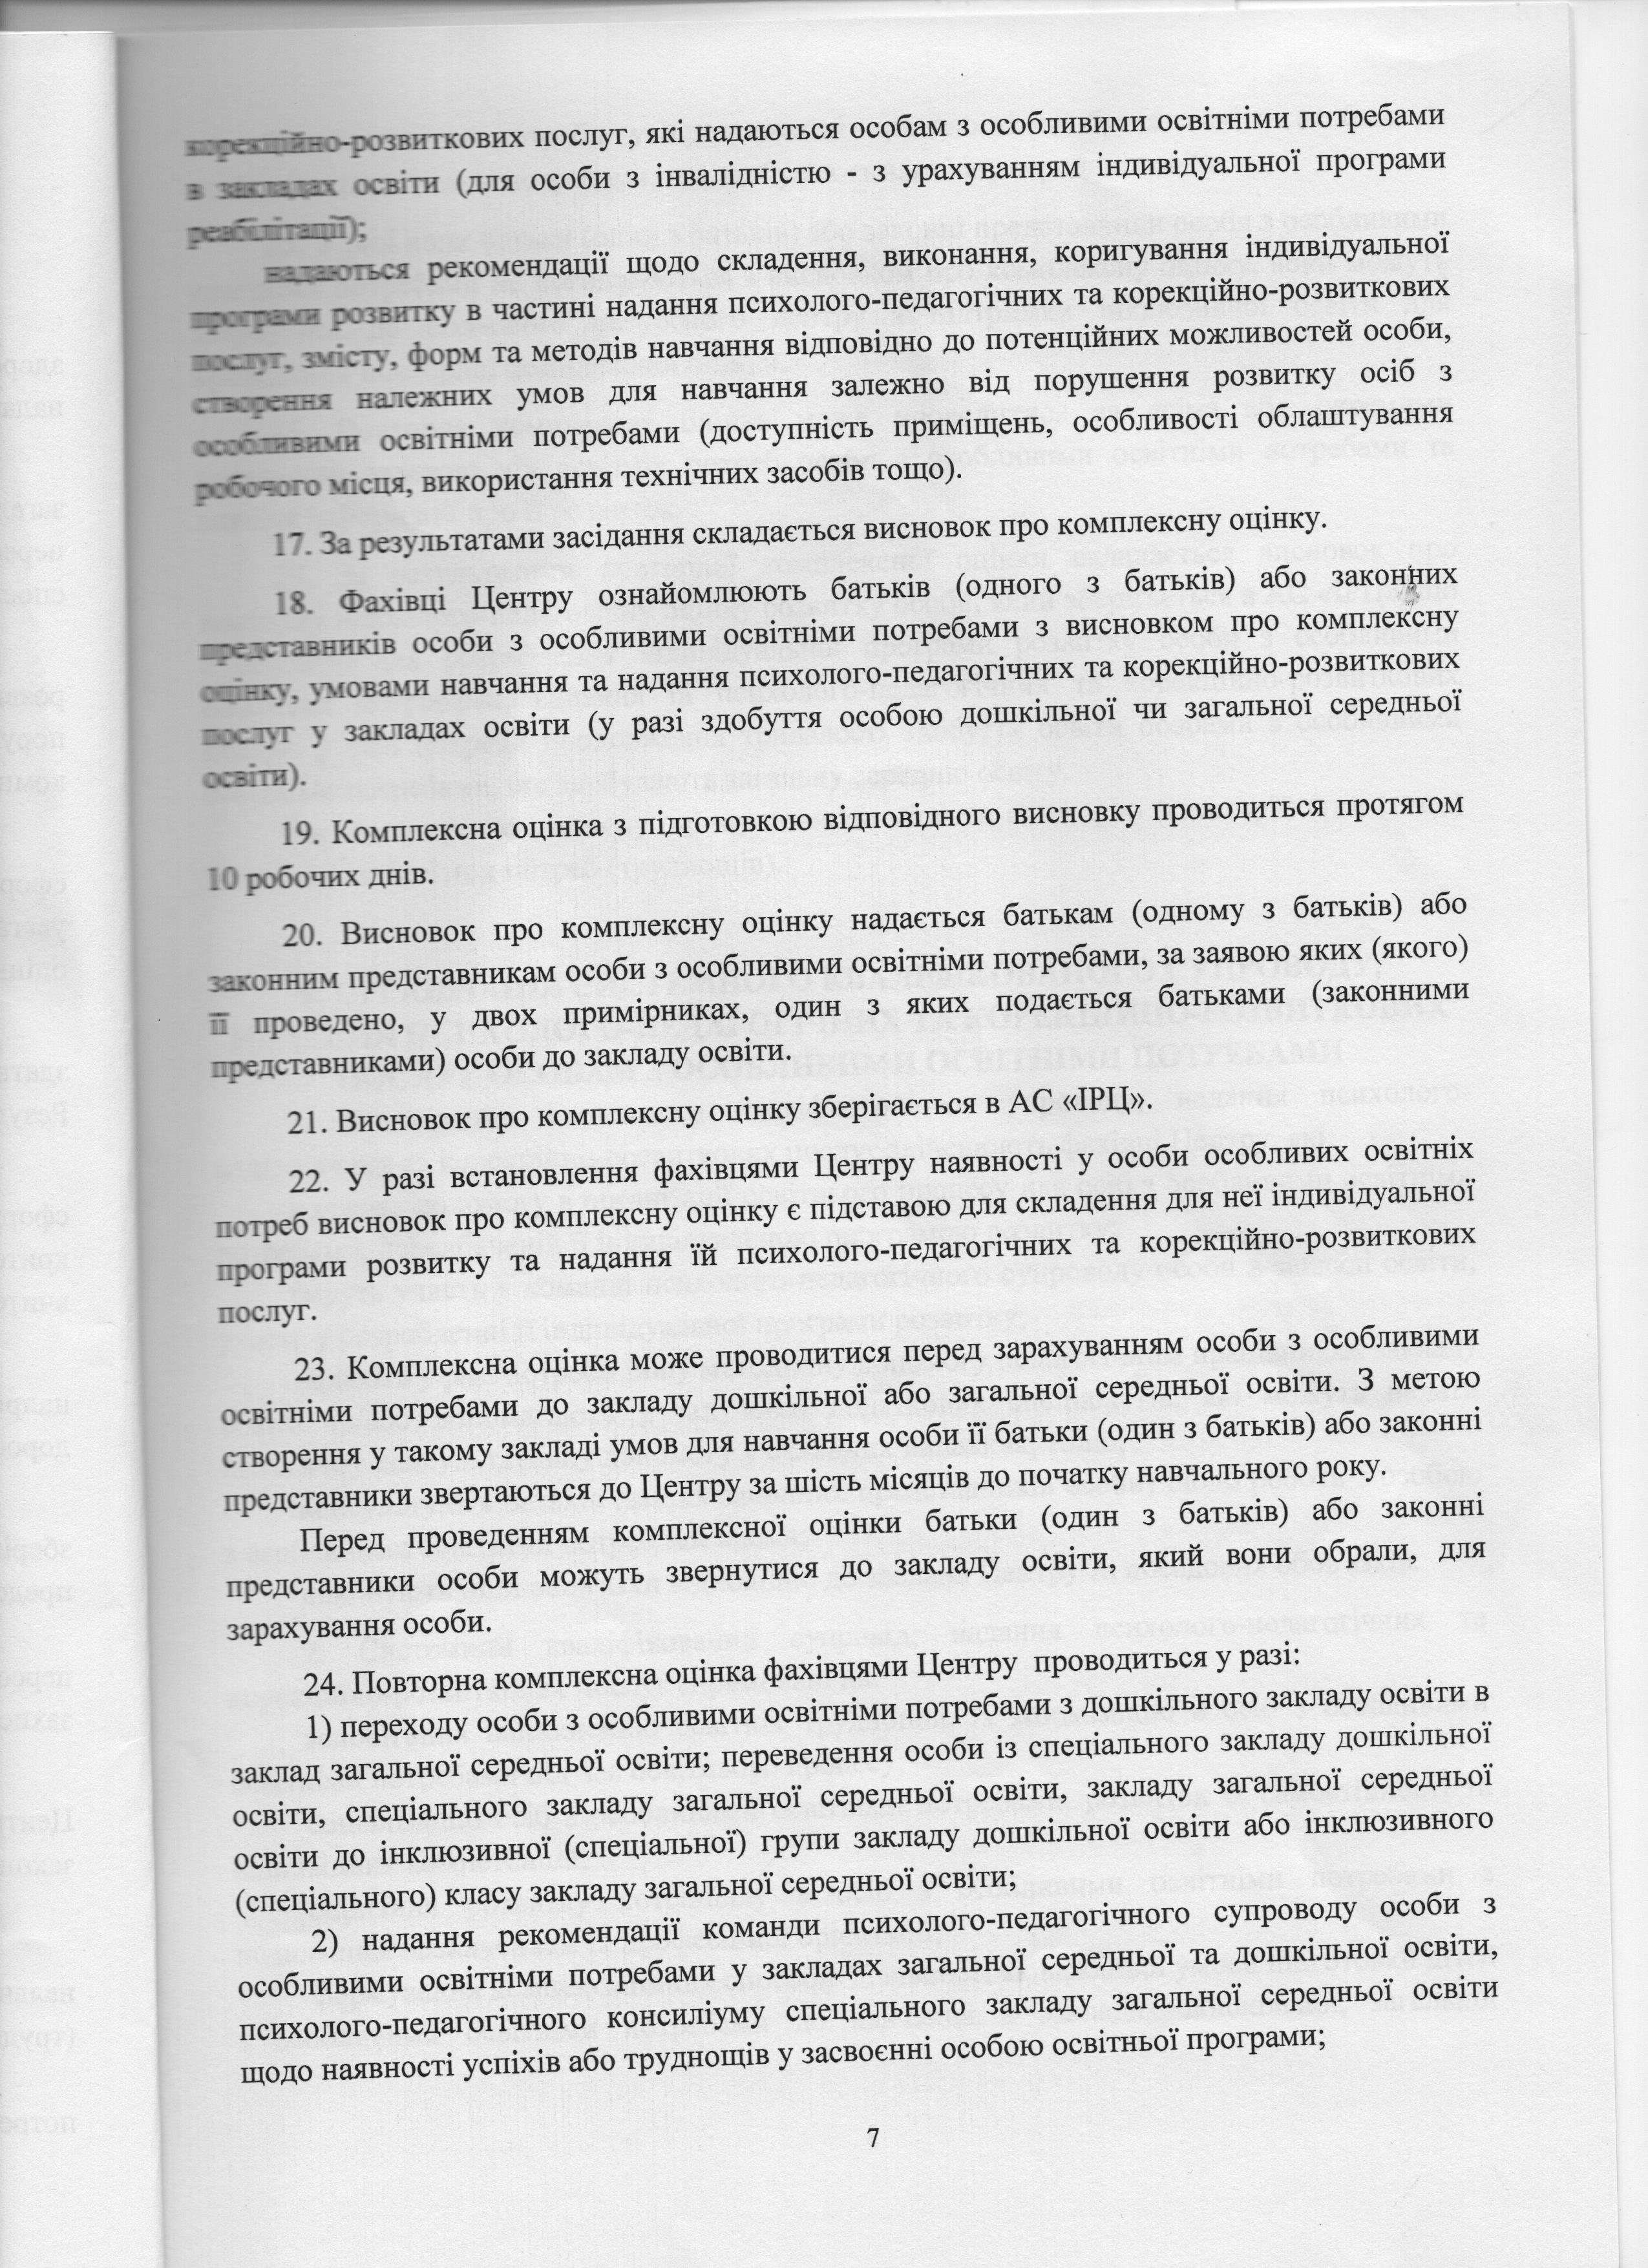 корекційно-розвиткових послуг, які надаються особам з особливими освітніми потребами
в закладах освіти (для особи з інвалідністю - з урахуванням індивідуальної програми
реабілітації);
надаються рекомендації щодо складення, виконання, коригування індивідуальної
програми розвитку в частині надання психолого-педагогічних та корекційно-розвиткових
послуг, змісту, форм та методів навчання відповідно до потенційних можливостей особи,
створення належних умов для навчання залежно від порушення розвитку осіб з
особливими освітніми потребами (доступність приміщень, особливості облаштування
робочого місця, використання технічних засобів тощо).
17. За результатами засідання складається висновок про комплексну оцінку.
18. Фахівці Центру ознайомлюють батьків (одного з батьків) або законних
представників особи з особливими освітніми потребами з висновком про комплексну
оцінку, умовами навчання та надання психолого-педагогічних та корекційно-розвиткових
послуг у закладах освіти (у разі здобуття особою дошкільної чи загальної середньої
освіти).
19. Комплексна оцінка з підготовкою відповідного висновку проводиться протягом
10 робочих днів.
20. Висновок про комплексну оцінку надається батькам (одному з батьків) або
законним представникам особи з особливими освітніми потребами, за заявою яких (якого)
її проведено, у двох примірниках, один з яких подається батьками (законними
представниками) особи до закладу освіти.
21. Висновок про комплексну оцінку зберігається в АС «ІРЦ».
22. У разі встановлення фахівцями Центру наявності у особи особливих освітніх
потреб висновок про комплексну оцінку є підставою для складення для неї індивідуальної
програми розвитку та надання їй психолого-педагогічних та корекційно-розвиткових
послуг.
23. Комплексна оцінка може проводитися перед зарахуванням особи з особливими
освітніми потребами до закладу дошкільної або загальної середньої освіти. З метою
створення у такому закладі умов для навчання особи її батьки (один з батьків) або законні
представники звертаються до Центру за шість місяців до початку навчального року.
Перед проведенням комплексної оцінки батьки (один з батьків) або законні
представники особи можуть звернутися до закладу освіти, який вони обрали, для
зарахування особи.
24. Повторна комплексна оцінка фахівцями Центру проводиться у разі:
1) переходу особи з особливими освітніми потребами з дошкільного закладу освіти в
заклад загальної середньої освіти; переведення особи із спеціального закладу дошкільної
освіти, спеціального закладу загальної середньої освіти, закладу загальної середньої
освіти до інклюзивної (спеціальної) групи закладу дошкільної освіти або інклюзивного
(спеціального) класу закладу загальної середньої освіти;
2) надання рекомендації команди психолого-педагогічного супроводу особи з
особливими освітніми потребами у закладах загальної середньої та дошкільної освіти,
психолого-педагогічного консиліуму спеціального закладу загальної середньої освіти
щодо наявності успіхів або труднощів у засвоєнні особою освітньої програми;
7